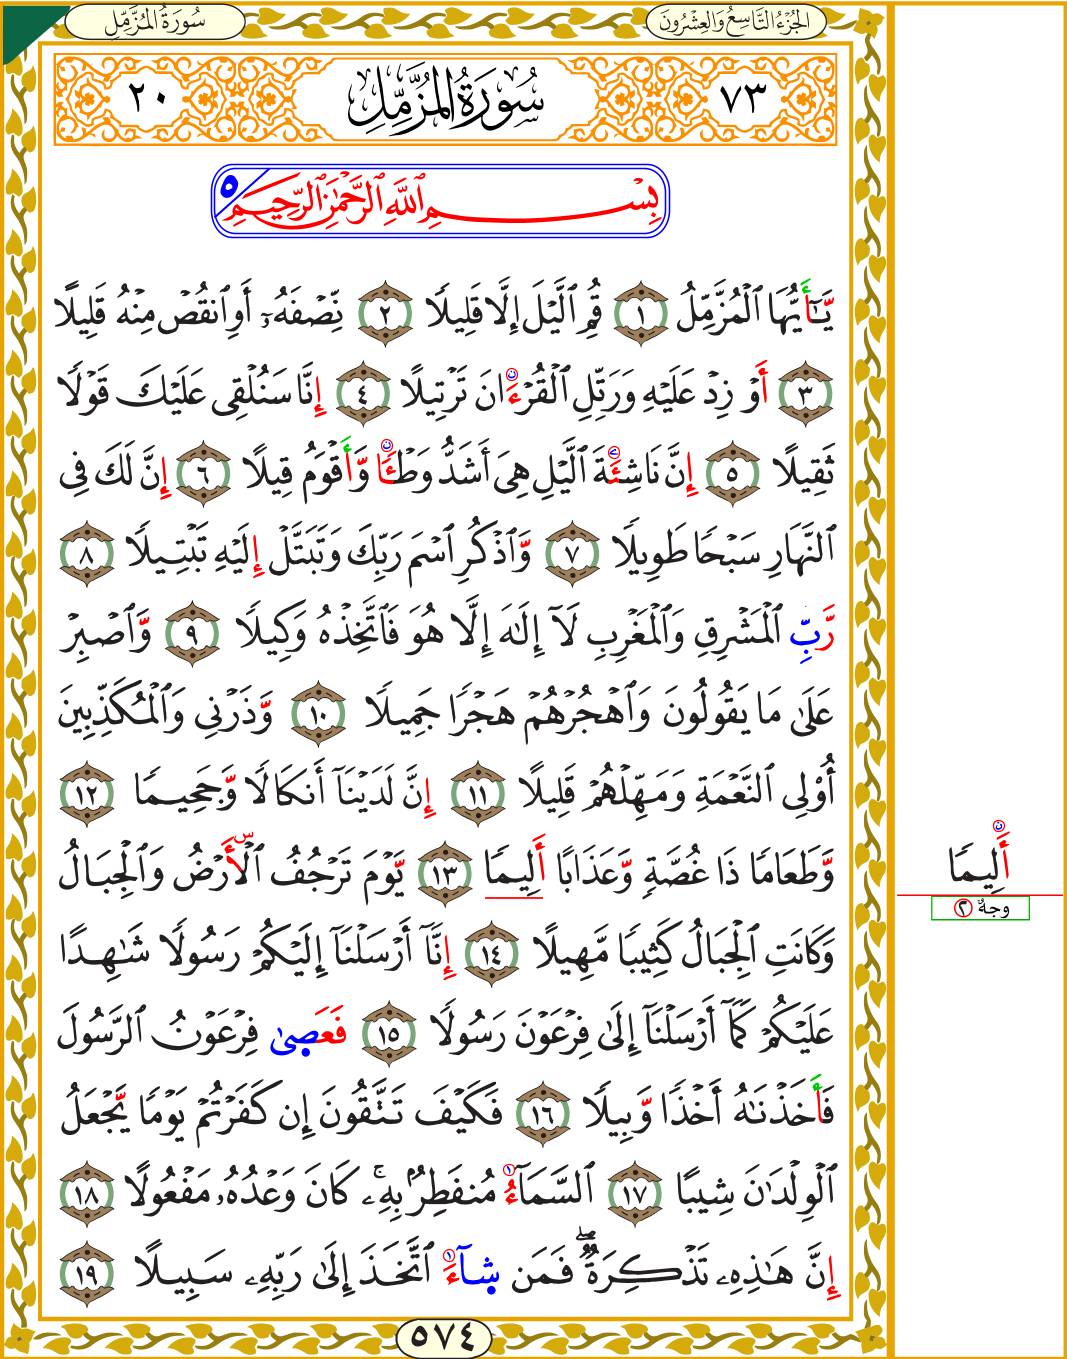 سُورَةُ المُزَّمِّلِ
الجُزْءُ التَّاسِعُ وَالعِشْرُونَ
٧٣ سُورَةُ المُزَّمِّلِ ٢٠
بِسْمِ ٱللَّهِ ٱلرَّحْمَٰنِ ٱلرَّحِيمِ ٥
يَّـٰٓأَيُّهَا ٱلْمُزَّمِّلُ ١ قُمِ ٱلَّيْلَ إِلَّا قَلِيلًا ٢ نِّصْفَهُۥٓ أَوِ ٱنقُصْ مِنْهُ قَلِيلًا
٣ أَوْ زِدْ عَلَيْهِ وَرَتِّلِ ٱلْقُرْءَانَ تَرْتِيلًا ٤ إِنَّا سَنُلْقِى عَلَيْكَ قَوْلًا
ثَقِيلًا ٥ إِنَّ نَاشِئَةَ ٱلَّيْلِ هِىَ أَشَدُّ وَطْـًٔا وَّأَقْوَمُ قِيلًا ٦ إِنَّ لَكَ فِى
ٱلنَّهَارِ سَبْحًا طَوِيلًا ٧ وَّٱذْكُرِ ٱسْمَ رَبِّكَ وَتَبَتَّلْ إِلَيْهِ تَبْتِيلًا ٨
رَّبِّ ٱلْمَشْرِقِ وَٱلْمَغْرِبِ لَآ إِلَـٰهَ إِلَّا هُوَ فَٱتَّخِذْهُ وَكِيلًا ٩ وَّٱصْبِرْ
عَلَىٰ مَا يَقُولُونَ وَٱهْجُرْهُمْ هَجْرًا جَمِيلًا ١٠ وَّذَرْنِى وَٱلْمُكَذِّبِينَ
أُو۟لِى ٱلنَّعْمَةِ وَمَهِّلْهُمْ قَلِيلًا ١١ إِنَّ لَدَيْنَآ أَنكَالًا وَّجَحِيمًا ١٢
وَّطَعَامًا ذَا غُصَّةٍ وَّعَذَابًا أَلِيمًا ١٣ يَّوْمَ تَرْجُفُ ٱلْأَرْضُ وَٱلْجِبَالُ
أَلِيمًا
وجهٌ ٢
وَكَانَتِ ٱلْجِبَالُ كَثِيبًا مَّهِيلًا ١٤ إِنَّآ أَرْسَلْنَآ إِلَيْكُمْ رَسُولًا شَـٰهِدًا
عَلَيْكُمْ كَمَآ أَرْسَلْنَآ إِلَىٰ فِرْعَوْنَ رَسُولًا ١٥ فَعَصِىٰ فِرْعَوْنُ ٱلرَّسُولَ
فَأَخَذْنَـٰهُ أَخْذًا وَّبِيلًا ١٦ فَكَيْفَ تَتَّقُونَ إِن كَفَرْتُمْ يَوْمًا يَّجْعَلُ
ٱلْوِلْدَٰنَ شِيبًا ١٧ ٱلسَّمَآءُ مُنفَطِرٌۢ بِهِۦ ۚ كَانَ وَعْدُهُۥ مَفْعُولًا ١٨
إِنَّ هَـٰذِهِۦ تَذْكِرَةٌ ۖ فَمَن شَآءَ ٱتَّخَذَ إِلَىٰ رَبِّهِۦ سَبِيلًا ١٩
٥٧٤